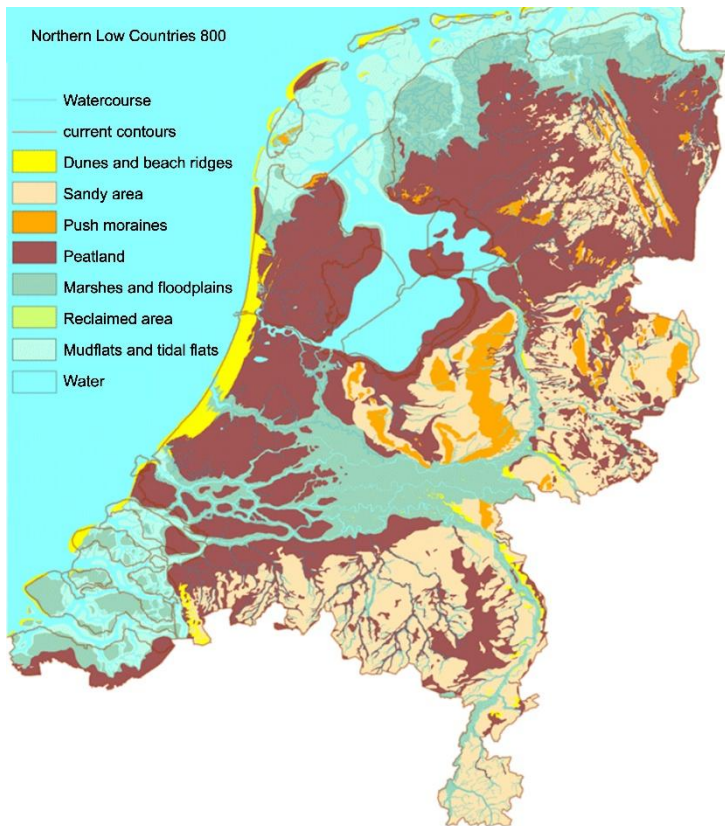 Northern Low Countries 800
Watercourse
current contours
Dunes and beach ridges
Sandy area
Push moraines
Peatland
Marshes and floodplains
Reclaimed area
Mudflats and tidal flats
Water